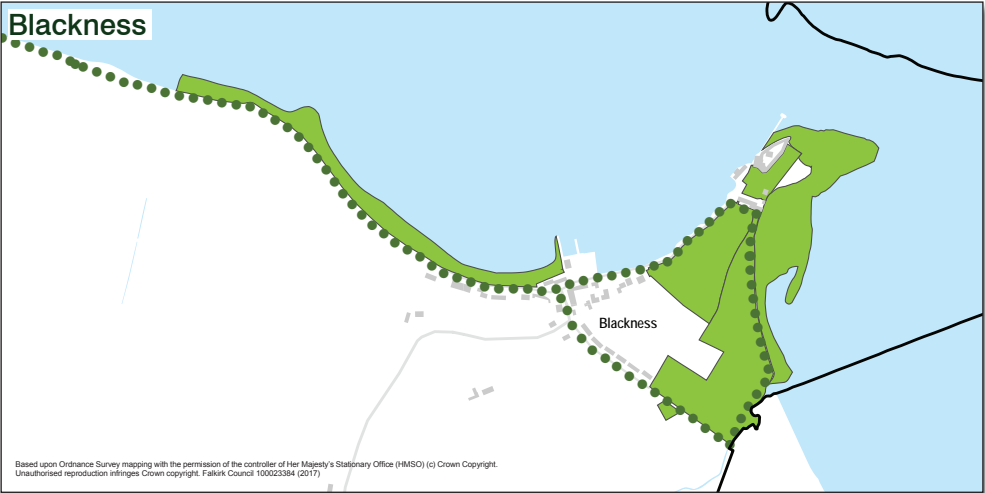 Blackness
Blackness
Based upon Ordnance Survey mapping with the permission of the controller of Her Majesty's Stationary Office (HMSO) (c) Crown Copyright.
Unauthorised reproduction infringes Crown copyright. Falkirk Council 100023384 (2017)